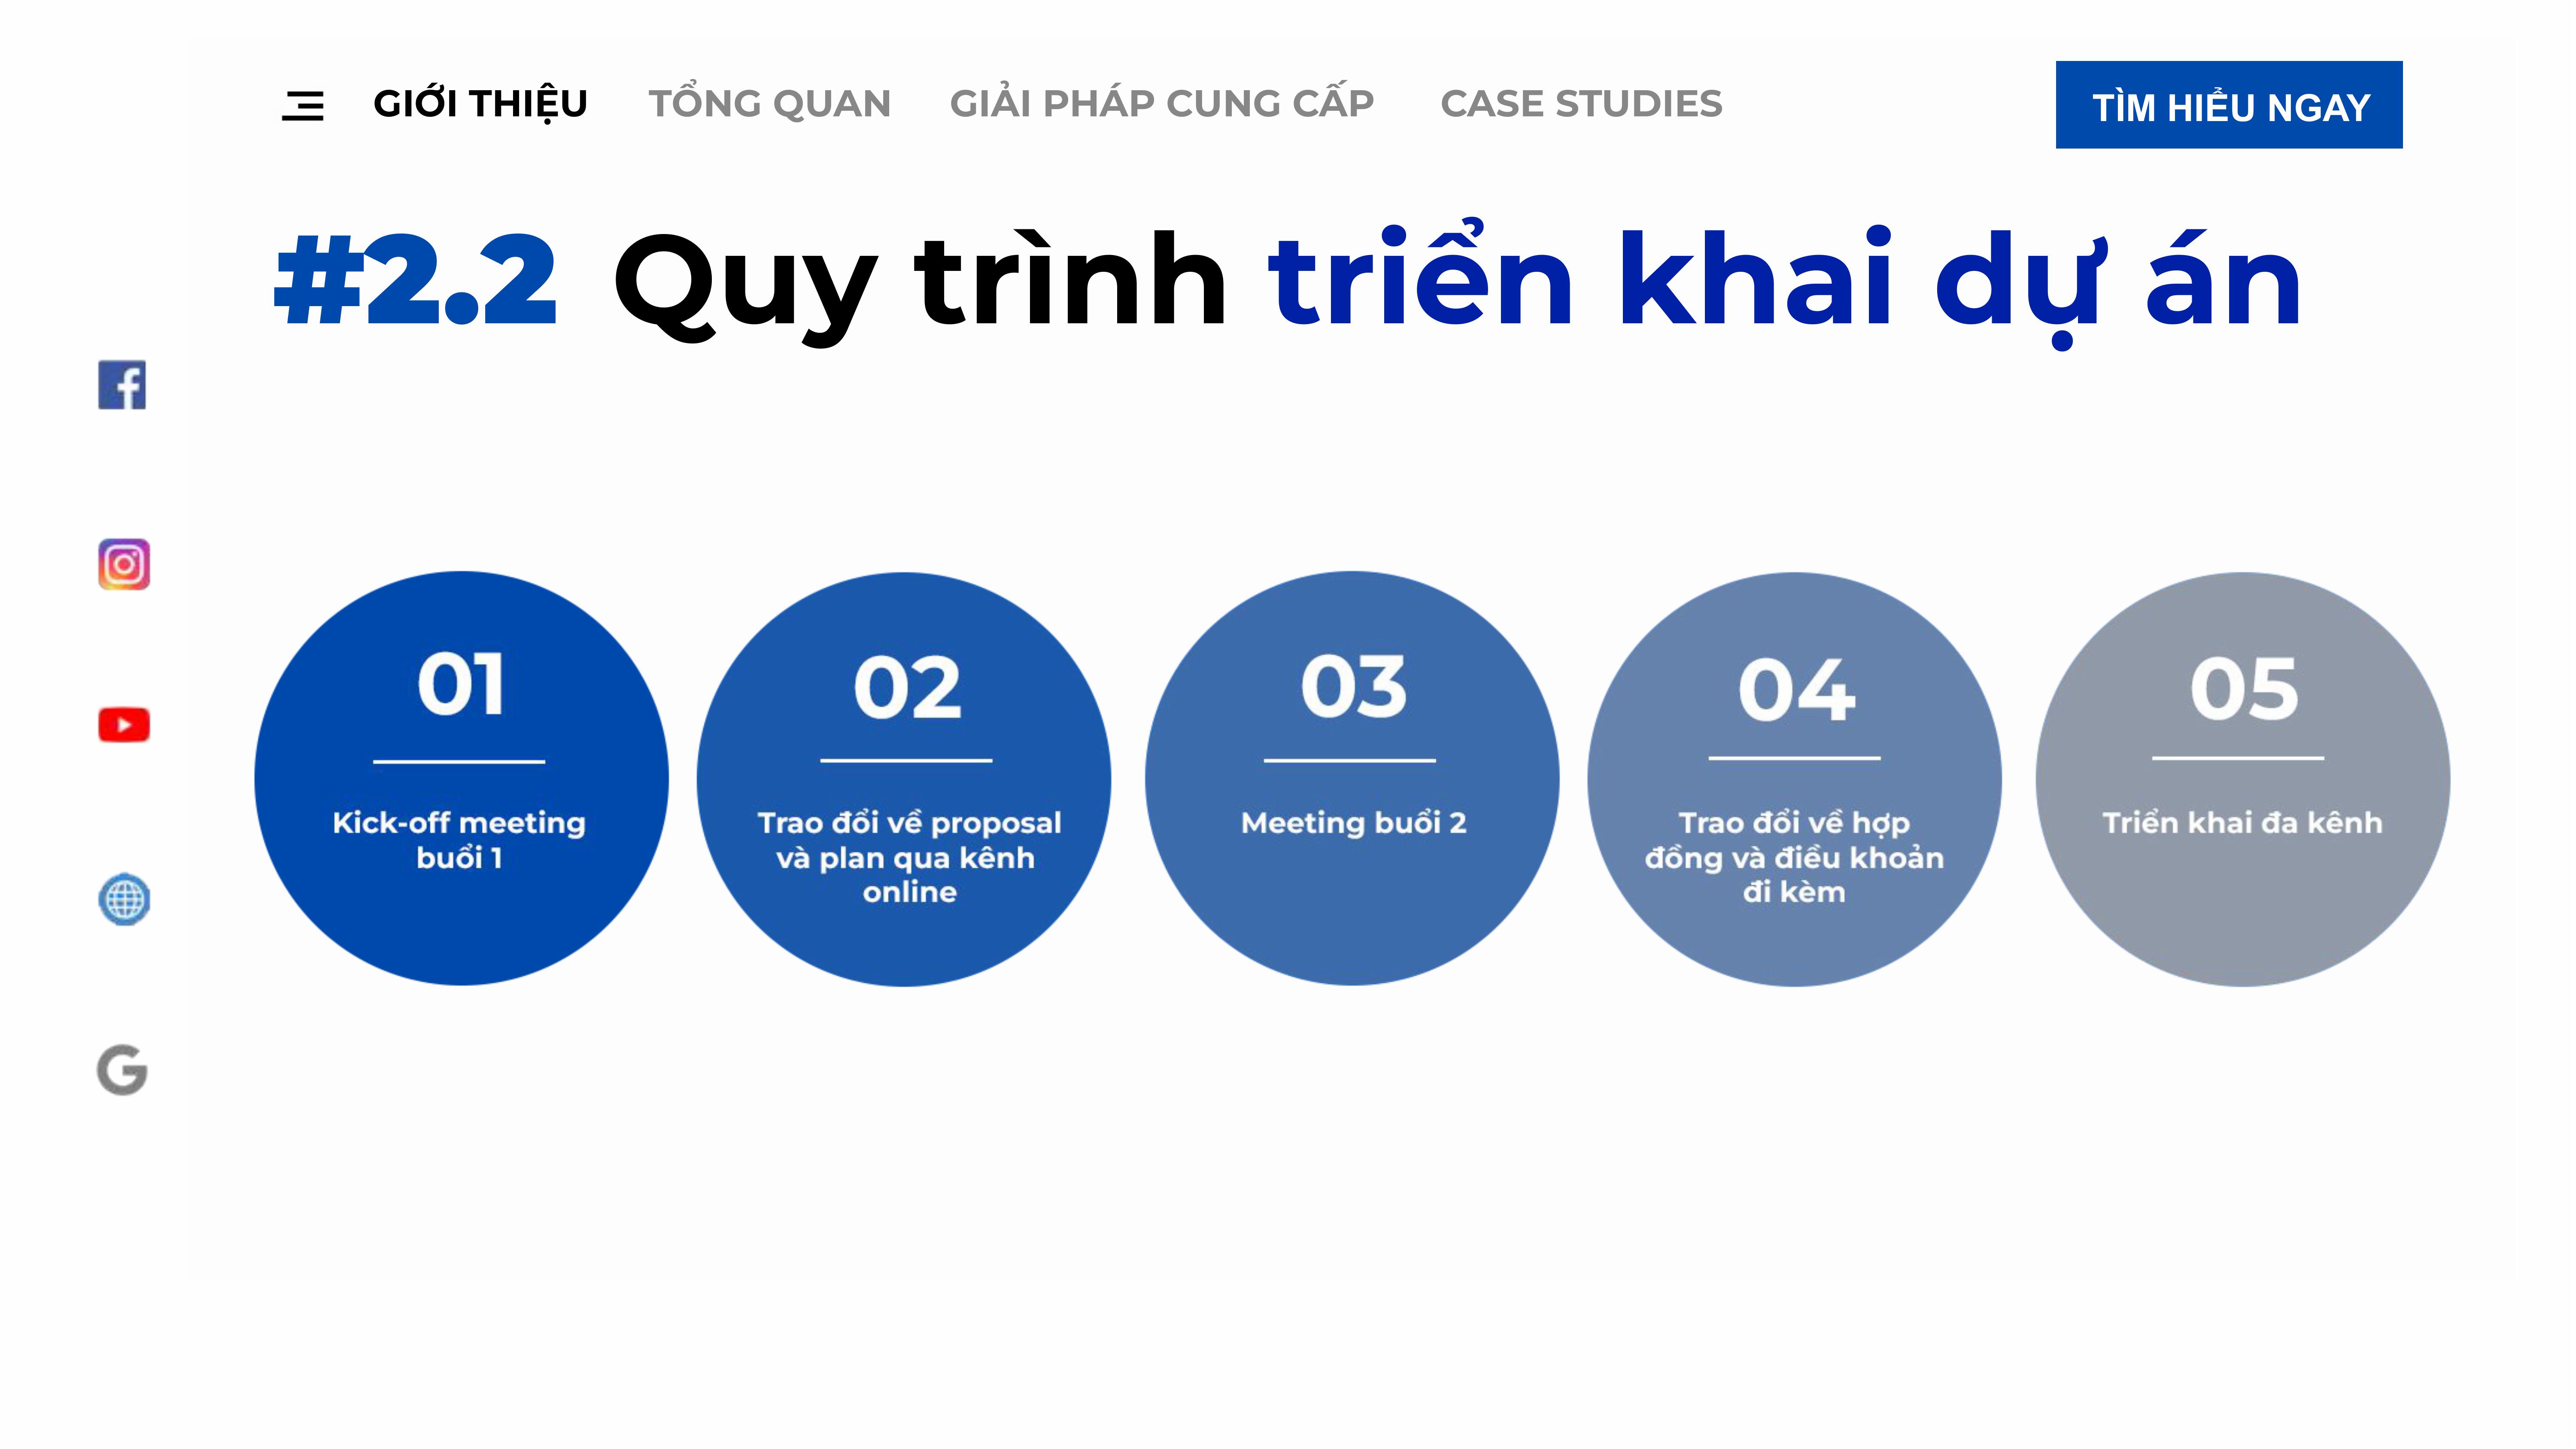 GIỚI THIỆU TỔNG QUAN GIẢI PHÁP CUNG CẤP CASE STUDIES TÌM HIỂU NGAY
#2.2 Quy trình triển khai dự án
01
Kick-off meeting
buổi 1
02
Trao đổi về proposal
và plan qua kênh
online
03
Meeting buổi 2
04
Trao đổi về hợp
đồng và điều khoản
đi kèm
05
Triển khai đa kênh